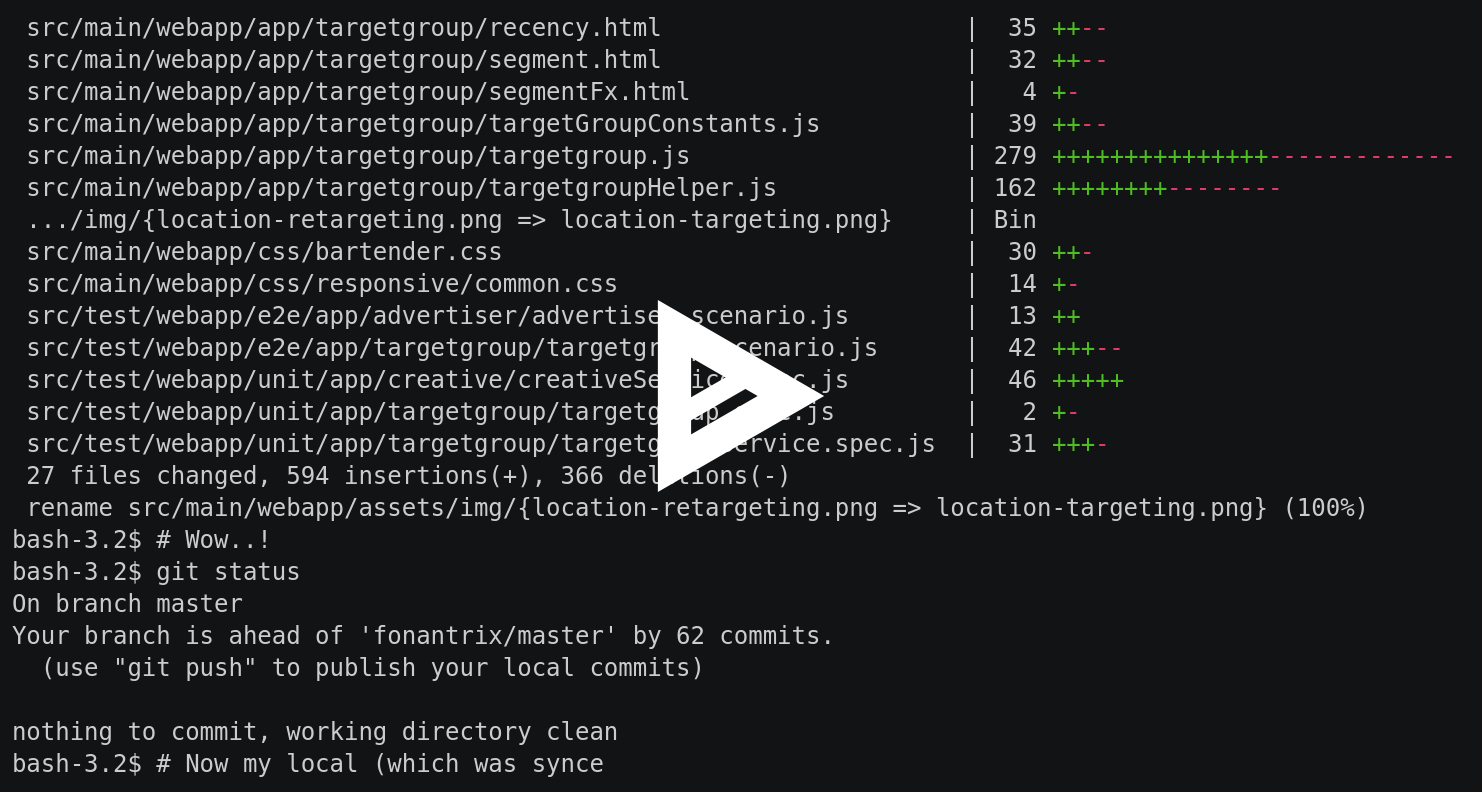 src/main/webapp/app/targetgroup/recency.html | 35 ++--
src/main/webapp/app/targetgroup/segment.html | 32 ++--
src/main/webapp/app/targetgroup/segmentFx.html | 4 +-
src/main/webapp/app/targetgroup/targetGroupConstants.js | 39 ++--
src/main/webapp/app/targetgroup/targetgroup.js | 279 +++++++++++++++-------------
src/main/webapp/app/targetgroup/targetgroupHelper.js | 162 ++++++++--------
.../img/{location-retargeting.png => location-targeting.png} | Bin
src/main/webapp/css/bartender.css | 30 ++-
src/main/webapp/css/responsive/common.css | 14 +-
src/test/webapp/e2e/app/advertiser/advertise scenario.js | 13 ++
src/test/webapp/e2e/app/targetgroup/targetgr cenario.js | 42 +++--
src/test/webapp/unit/app/creative/creativeSe .js | 46 +++++
src/test/webapp/unit/app/targetgroup/targetg .js | 2 +-
src/test/webapp/unit/app/targetgroup/targetg ervice.spec.js | 31 +++-
27 files changed, 594 insertions(+), 366 deletions(-)
rename src/main/webapp/assets/img/{location-retargeting.png => location-targeting.png} (100%)
bash-3.2$ # Wow..!
bash-3.2$ git status
On branch master
Your branch is ahead of 'fonantrix/master' by 62 commits.
(use "git push" to publish your local commits)
nothing to commit, working directory clean
bash-3.2$ # Now my local (which was synce